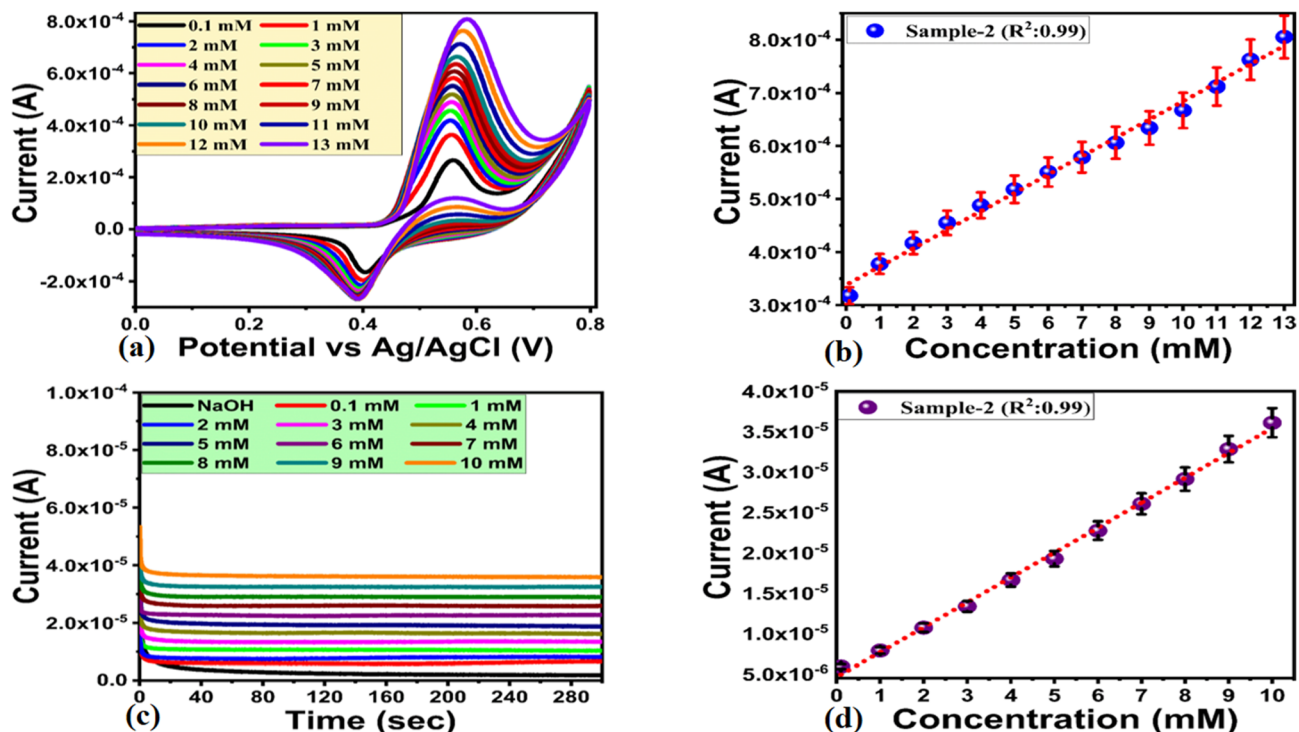 8.0x10⁻⁴
6.0x10⁻⁴
4.0x10⁻⁴
2.0x10⁻⁴
0.0
-2.0x10⁻⁴
Current (A)
0.1 mM 1 mM
2 mM 3 mM
4 mM 5 mM
6 mM 7 mM
8 mM 9 mM
10 mM 11 mM
12 mM 13 mM
0.0 0.2 0.4 0.6 0.8
(a) Potential vs Ag/AgCl (V)
8.0x10⁻⁴
7.0x10⁻⁴
6.0x10⁻⁴
5.0x10⁻⁴
4.0x10⁻⁴
3.0x10⁻⁴
Current (A)
Sample-2 (R²:0.99)
0 1 2 3 4 5 6 7 8 9 10 11 12 13
(b) Concentration (mM)
1.0x10⁻⁴
8.0x10⁻⁵
6.0x10⁻⁵
4.0x10⁻⁵
2.0x10⁻⁵
0.0
Current (A)
NaOH 0.1 mM 1 mM
2 mM 3 mM 4 mM
5 mM 6 mM 7 mM
8 mM 9 mM 10 mM
0 40 80 120 160 200 240 280
(c) Time (sec)
4.0x10⁻⁵
3.5x10⁻⁵
3.0x10⁻⁵
2.5x10⁻⁵
2.0x10⁻⁵
1.5x10⁻⁵
1.0x10⁻⁵
5.0x10⁻⁶
Current (A)
Sample-2 (R²:0.99)
0 1 2 3 4 5 6 7 8 9 10
(d) Concentration (mM)